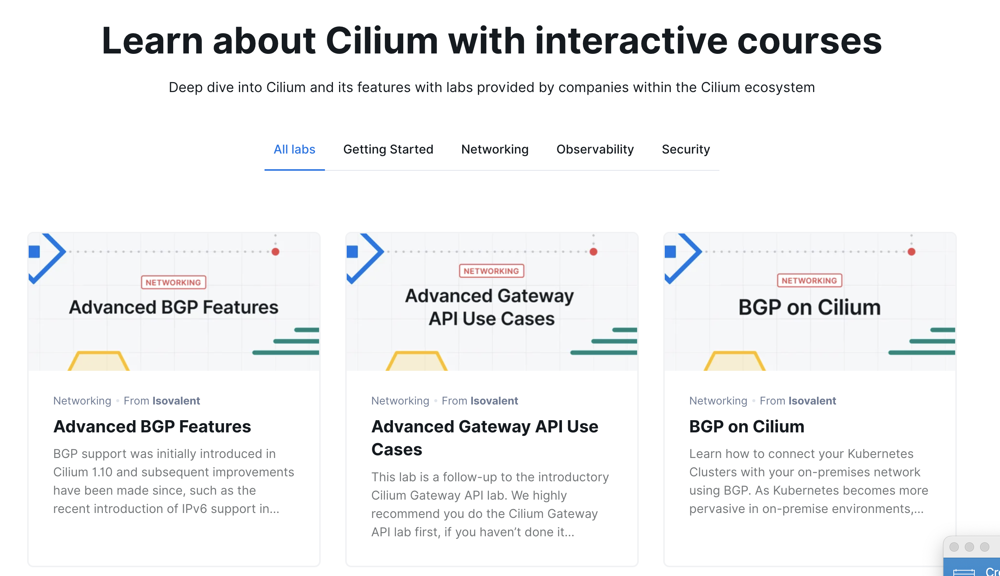 Learn about Cilium with interactive courses
Deep dive into Cilium and its features with labs provided by companies within the Cilium ecosystem
All labs
Getting Started
Networking
Observability
Security
NETWORKING
Advanced BGP Features
Networking • From Isovalent
Advanced BGP Features
BGP support was initially introduced in
Cilium 1.10 and subsequent improvements
have been made since, such as the
recent introduction of IPv6 support in...
NETWORKING
Advanced Gateway
API Use Cases
Networking • From Isovalent
Advanced Gateway API Use
Cases
This lab is a follow-up to the introductory
Cilium Gateway API lab. We highly
recommend you do the Cilium Gateway
API lab first, if you haven’t done it...
NETWORKING
BGP on Cilium
Networking • From Isovalent
BGP on Cilium
Learn how to connect your Kubernetes
Clusters with your on-premises network
using BGP. As Kubernetes becomes more
pervasive in on-premise environments,...